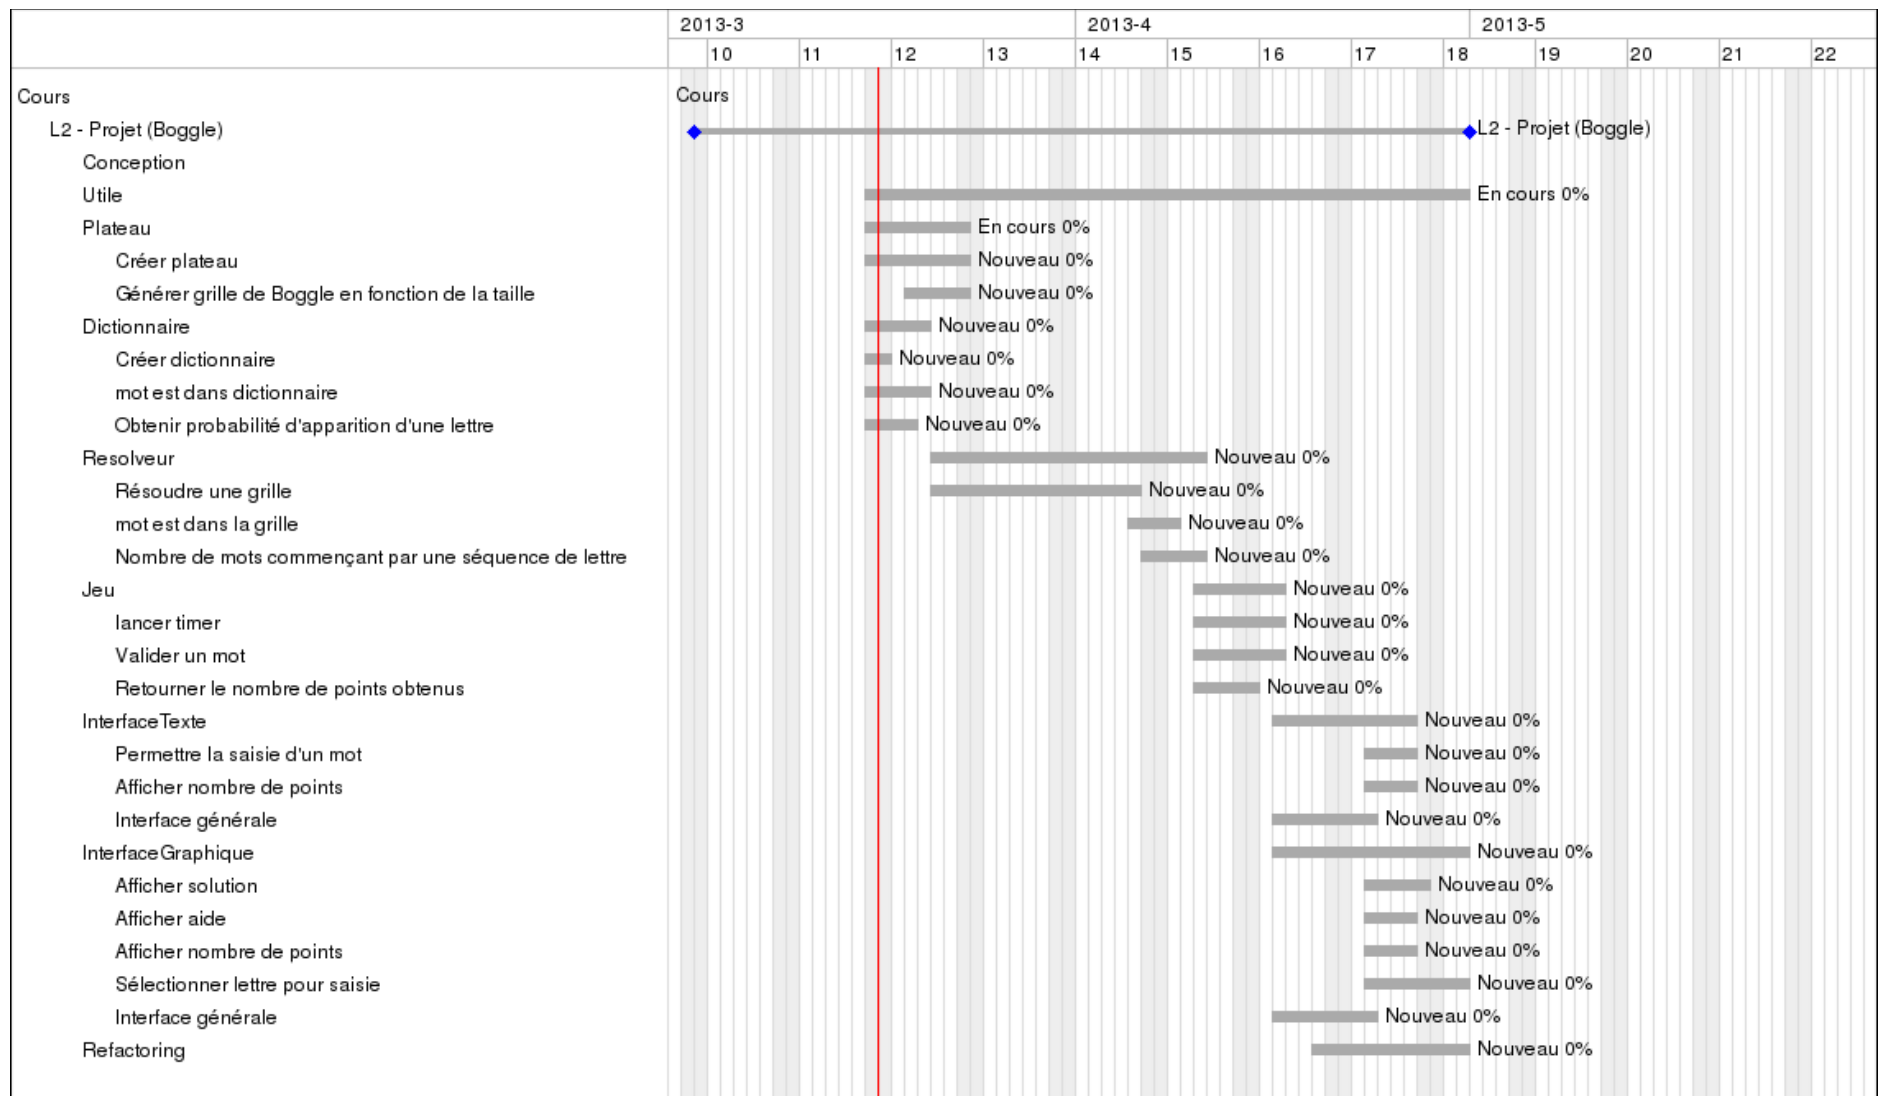 2013-3 2013-4 2013-5
10 11 12 13 14 15 16 17 18 19 20 21 22
Cours Cours
L2 - Projet (Boggle) L2 - Projet (Boggle)
Conception
Utile En cours 0%
Plateau En cours 0%
Créer plateau Nouveau 0%
Générer grille de Boggle en fonction de la taille Nouveau 0%
Dictionnaire Nouveau 0%
Créer dictionnaire Nouveau 0%
mot est dans dictionnaire Nouveau 0%
Obtenir probabilité d'apparition d'une lettre Nouveau 0%
Resolveur Nouveau 0%
Résoudre une grille Nouveau 0%
mot est dans la grille Nouveau 0%
Nombre de mots commençant par une séquence de lettre Nouveau 0%
Jeu Nouveau 0%
lancer timer Nouveau 0%
Valider un mot Nouveau 0%
Retourner le nombre de points obtenus Nouveau 0%
InterfaceTexte Nouveau 0%
Permettre la saisie d'un mot Nouveau 0%
Afficher nombre de points Nouveau 0%
Interface générale Nouveau 0%
InterfaceGraphique Nouveau 0%
Afficher solution Nouveau 0%
Afficher aide Nouveau 0%
Afficher nombre de points Nouveau 0%
Sélectionner lettre pour saisie Nouveau 0%
Interface générale Nouveau 0%
Refactoring Nouveau 0%